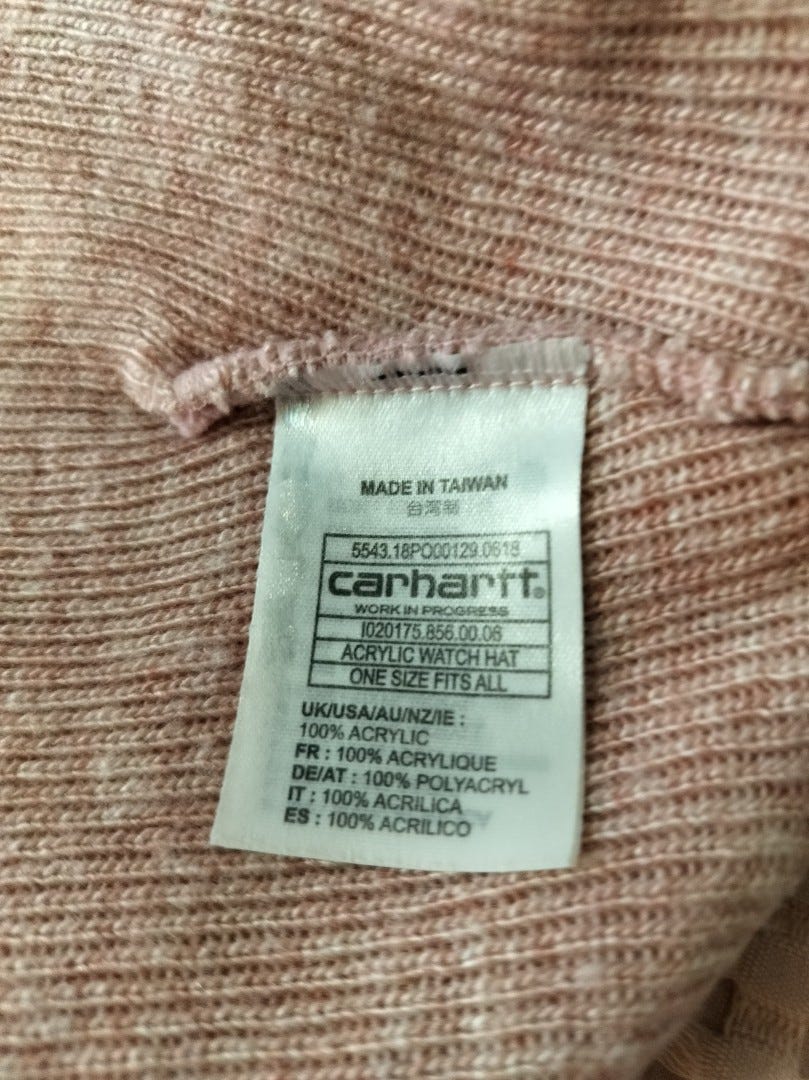 MADE IN TAIWAN
台灣製
5543.18PO00129.0618
carhartt.
WORK IN PROGRESS
I020175.856.00.06
ACRYLIC WATCH HAT
ONE SIZE FITS ALL
UK/USA/AU/NZ/IE :
100% ACRYLIC
FR : 100% ACRYLIQUE
DE/AT : 100% POLYACRYL
IT : 100% ACRILICA
ES : 100% ACRILICO